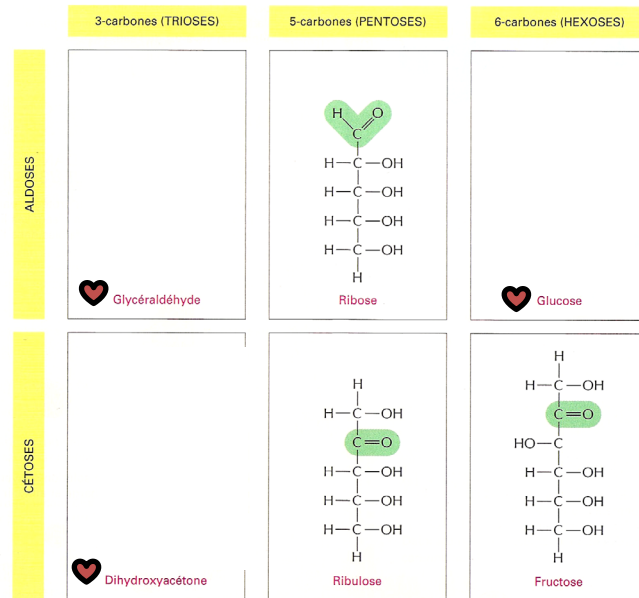 3-carbones (TRIOSES)
5-carbones (PENTOSES)
6-carbones (HEXOSES)
ALDOSES
Glycéraldéhyde
H O
C
H—C—OH
H—C—OH
H—C—OH
H—C—OH
H
Ribose
Glucose
CÉTOSES
Dihydroxyacétone
H
H—C—OH
C=O
H—C—OH
H—C—OH
H—C—OH
H
Ribulose
H
H—C—OH
C=O
HO—C
H—C—OH
H—C—OH
H—C—OH
H
Fructose